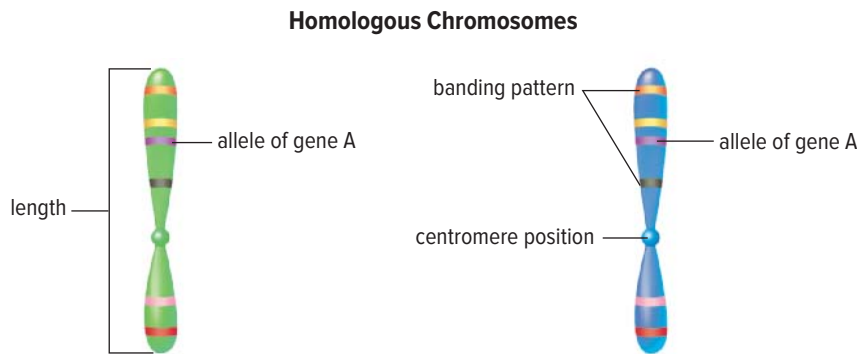 Homologous Chromosomes
banding pattern
allele of gene A
allele of gene A
length
centromere position